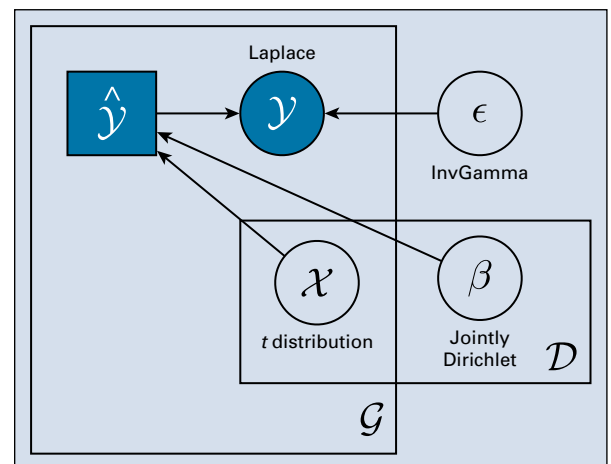 Laplace
Ŷ
Y
ϵ
InvGamma
X
β
t distribution
Jointly
Dirichlet
D
G